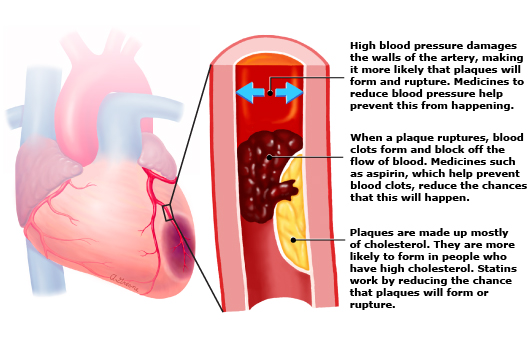 High blood pressure damages
the walls of the artery, making
it more likely that plaques will
form and rupture. Medicines to
reduce blood pressure help
prevent this from happening.
When a plaque ruptures, blood
clots form and block off the
flow of blood. Medicines such
as aspirin, which help prevent
blood clots, reduce the chances
that this will happen.
Plaques are made up mostly
of cholesterol. They are more
likely to form in people who
have high cholesterol. Statins
work by reducing the chance
that plaques will form or
rupture.